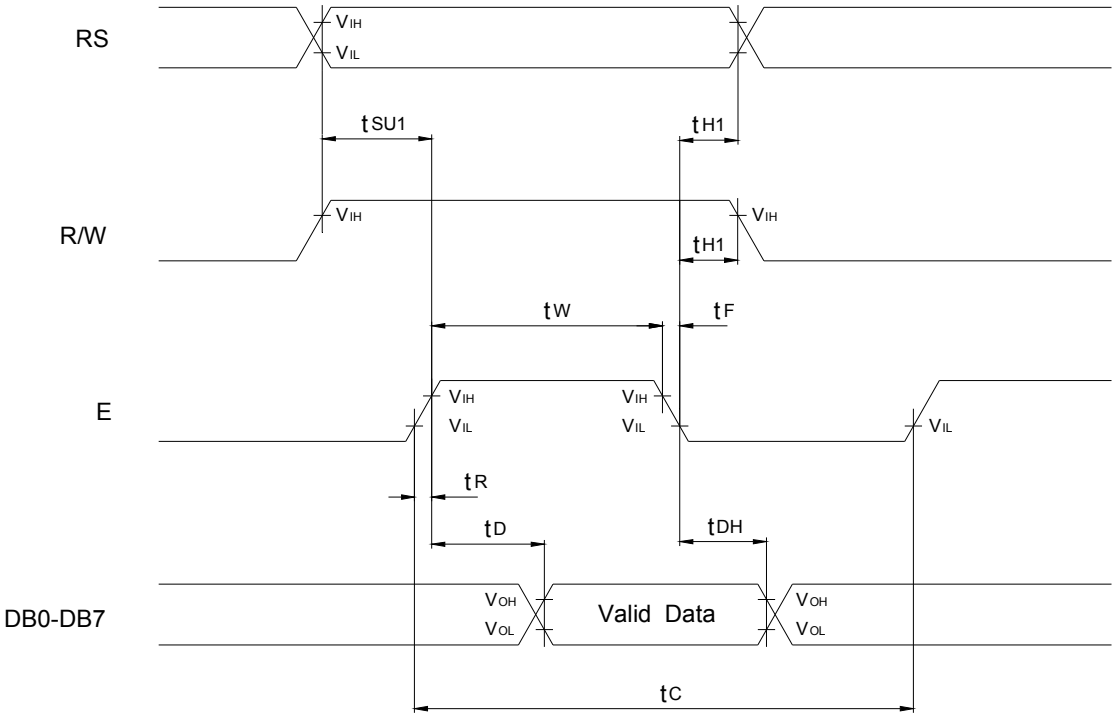 RS
VIH
VIL
tSU1
tH1
R/W
VIH
VIH
tH1
tW
tF
E
VIH
VIH
VIL
VIL
VIL
tR
tD
tDH
DB0-DB7
VOH
Valid Data
VOH
VOL
VOL
tC